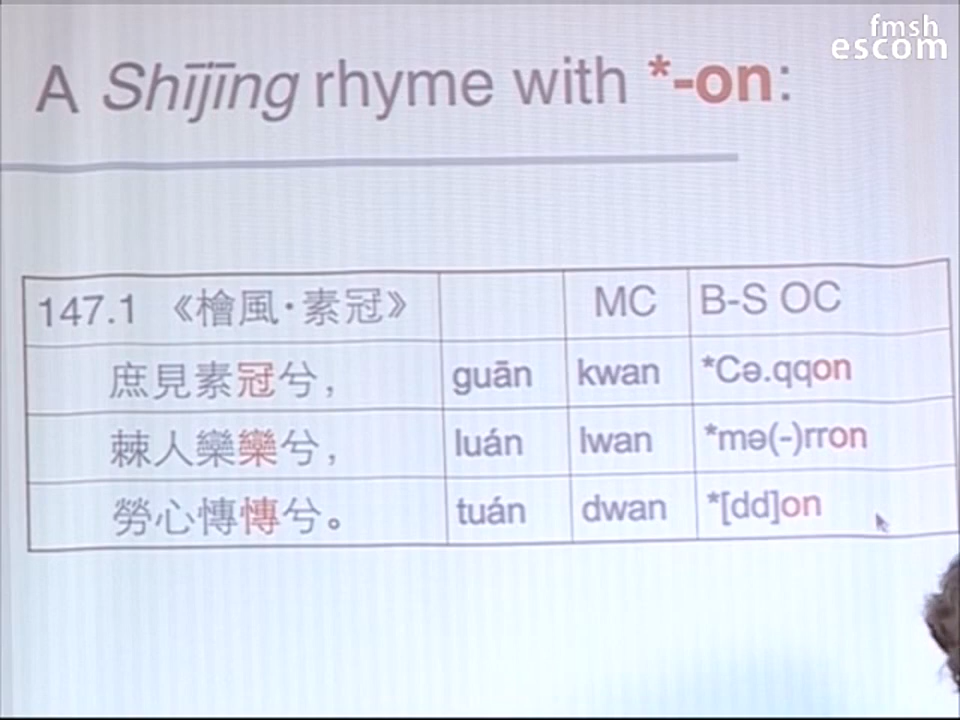 fmsh
escom
A Shījīng rhyme with *-on:
147.1 《檜風·素冠》 MC B-S OC
庶見素冠兮， guān kwan *Cə.qqon
棘人欒欒兮， luán lwan *mə(-)rron
勞心慱慱兮。 tuán dwan *[dd]on